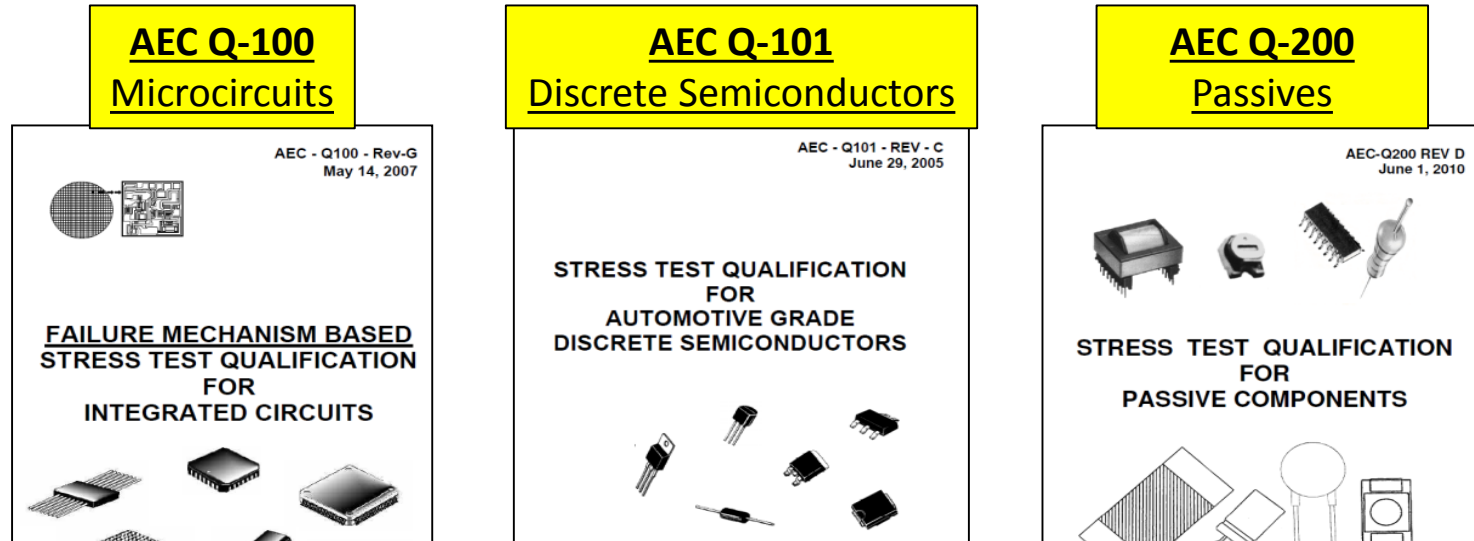 AEC Q-100
Microcircuits
AEC - Q100 - Rev-G
May 14, 2007
FAILURE MECHANISM BASED
STRESS TEST QUALIFICATION
FOR
INTEGRATED CIRCUITS
AEC Q-101
Discrete Semiconductors
AEC - Q101 - REV - C
June 29, 2005
STRESS TEST QUALIFICATION
FOR
AUTOMOTIVE GRADE
DISCRETE SEMICONDUCTORS
AEC Q-200
Passives
AEC-Q200 REV D
June 1, 2010
STRESS TEST QUALIFICATION
FOR
PASSIVE COMPONENTS